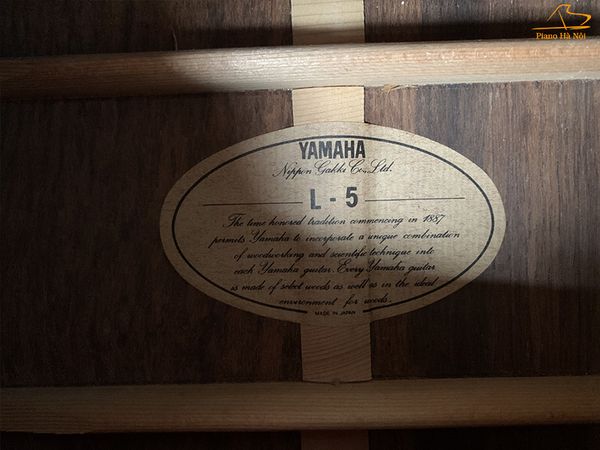 Piano Hà Nội
YAMAHA
Nippon Gakki Co., Ltd.
L - 5
The time honored tradition commencing in 1887
permits Yamaha to incorporate a unique combination
of woodworking and scientific technique into
each Yamaha guitar. Every Yamaha guitar
is made of select woods as well as in the ideal
environment for woods.
MADE IN JAPAN